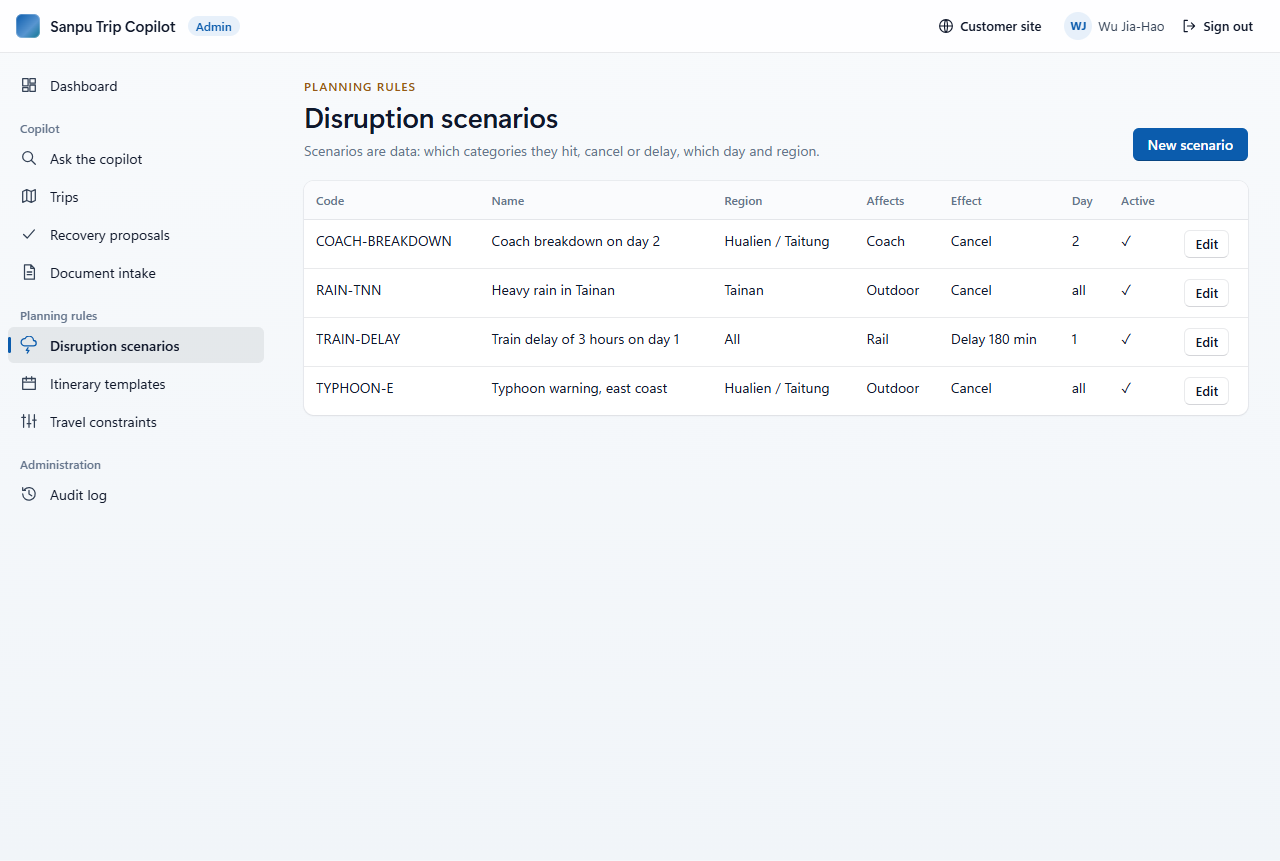 Sanpu Trip Copilot Admin Customer site WJ Wu Jia-Hao Sign out
Dashboard
Copilot
Ask the copilot
Trips
Recovery proposals
Document intake
Planning rules
Disruption scenarios
Itinerary templates
Travel constraints
Administration
Audit log
PLANNING RULES
Disruption scenarios
Scenarios are data: which categories they hit, cancel or delay, which day and region.
New scenario
Code Name Region Affects Effect Day Active
COACH-BREAKDOWN Coach breakdown on day 2 Hualien / Taitung Coach Cancel 2 ✓ Edit
RAIN-TNN Heavy rain in Tainan Tainan Outdoor Cancel all ✓ Edit
TRAIN-DELAY Train delay of 3 hours on day 1 All Rail Delay 180 min 1 ✓ Edit
TYPHOON-E Typhoon warning, east coast Hualien / Taitung Outdoor Cancel all ✓ Edit